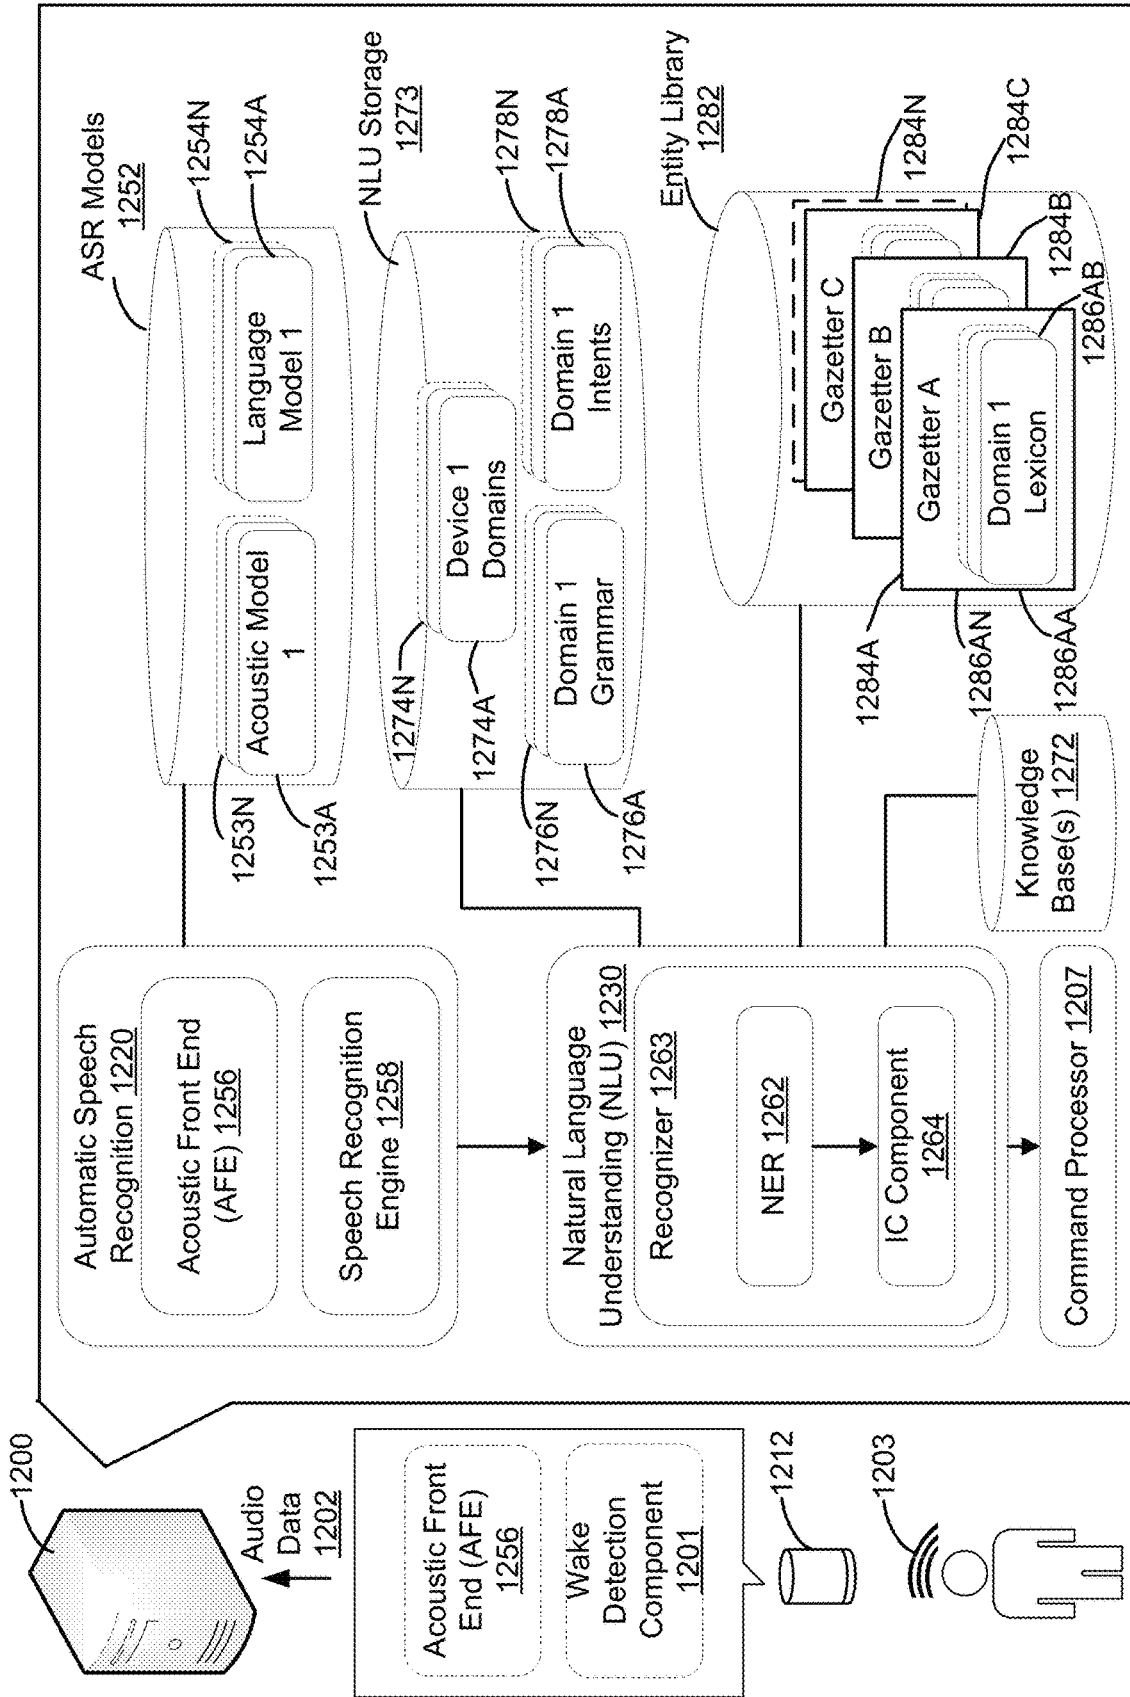 1200
Audio
Data
1202
Acoustic Front
End (AFE)
1256
Wake
Detection
Component
1201
1212
1203
Automatic Speech
Recognition 1220
Acoustic Front End
(AFE) 1256
Speech Recognition
Engine 1258
Natural Language
Understanding (NLU) 1230
Recognizer 1263
NER 1262
IC Component
1264
Command Processor 1207
ASR Models
1252
1253N
1253A
Acoustic Model
1
1254N
1254A
Language
Model 1
NLU Storage
1273
1274N
1274A
Device 1
Domains
1276N
1276A
Domain 1
Grammar
1278N
1278A
Domain 1
Intents
Entity Library
1282
1284N
1284C
1284B
1286AB
Gazetter C
Gazetter B
Gazetter A
Domain 1
Lexicon
1284A
1286AN
1286AA
Knowledge
Base(s) 1272